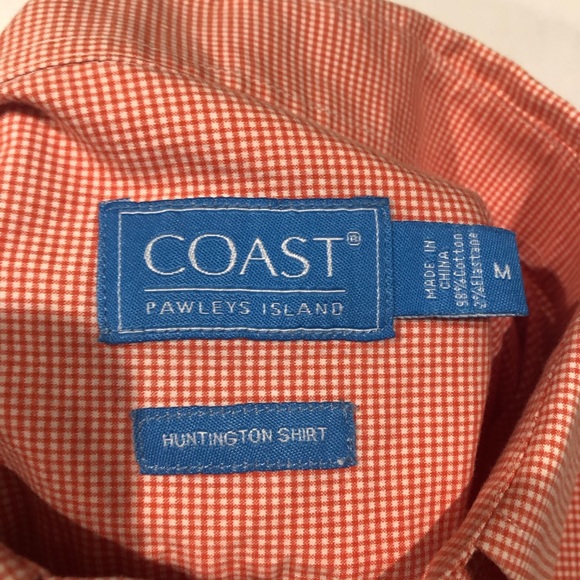 COAST®
PAWLEYS ISLAND
MADE IN
CHINA
98%Cotton
2%Elastane
M
HUNTINGTON SHIRT